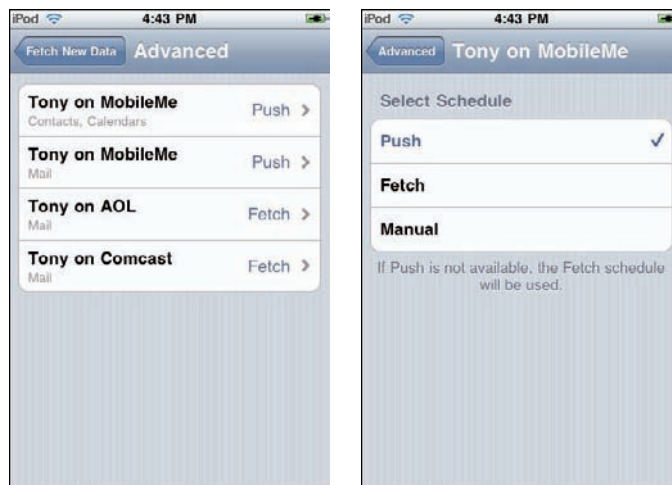 iPod 4:43 PM
Fetch New Data Advanced
Tony on MobileMe Push
Contacts, Calendars
Tony on MobileMe Push
Mail
Tony on AOL Fetch
Mail
Tony on Comcast Fetch
Mail
iPod 4:43 PM
Advanced Tony on MobileMe
Select Schedule
Push
Fetch
Manual
If Push is not available, the Fetch schedule
will be used.